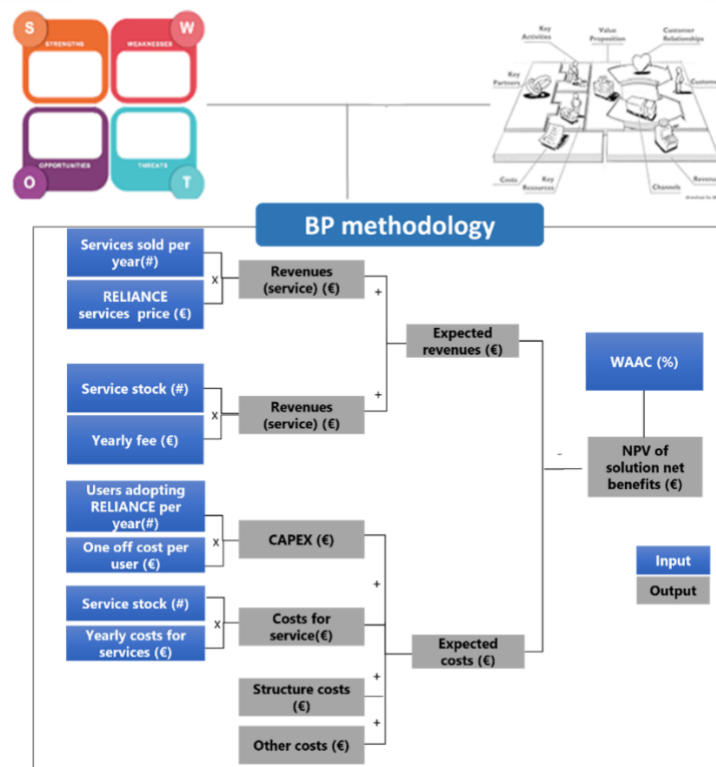 S
W
STRENGTHS
WEAKNESSES
OPPORTUNITIES
THREATS
O
T
Key
Activities
Value
Proposition
Customer
Relationships
Key
Partners
Custome
Costs
Key
Resources
Channels
Revenu
BP methodology
Services sold per
year(#)
x
RELIANCE
services price (€)
Revenues
(service) (€)
+
Service stock (#)
x
Yearly fee (€)
Revenues
(service) (€)
+
Expected
revenues (€)
WAAC (%)
-
NPV of
solution net
benefits (€)
Users adopting
RELIANCE per
year(#)
x
One off cost per
user (€)
CAPEX (€)
+
Service stock (#)
x
Yearly costs for
services (€)
Costs for
service(€)
+
Structure costs
(€)
+
Other costs (€)
Expected
costs (€)
Input
Output